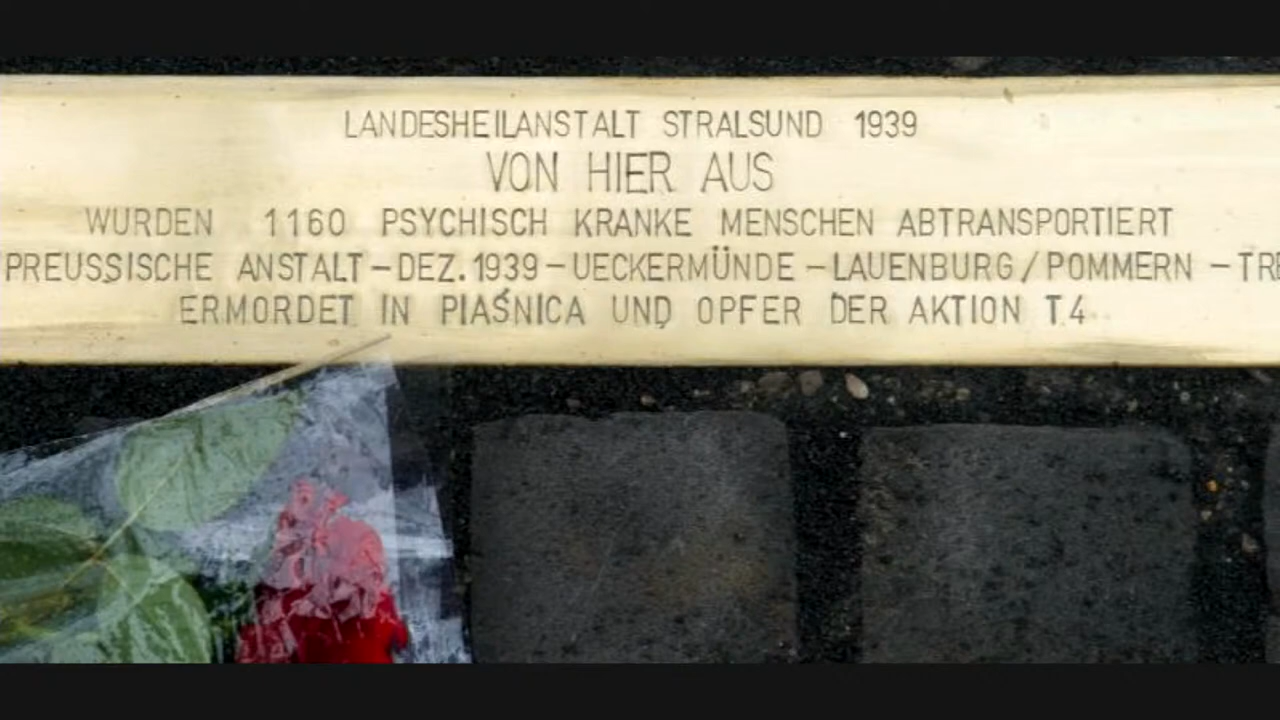 LANDESHEILANSTALT STRALSUND 1939
VON HIER AUS
WURDEN 1160 PSYCHISCH KRANKE MENSCHEN ABTRANSPORTIERT
PREUSSISCHE ANSTALT-DEZ.1939-UECKERMÜNDE-LAUENBURG/POMMERN-
ERMORDET IN PIAŚNICA UND OPFER DER AKTION T4